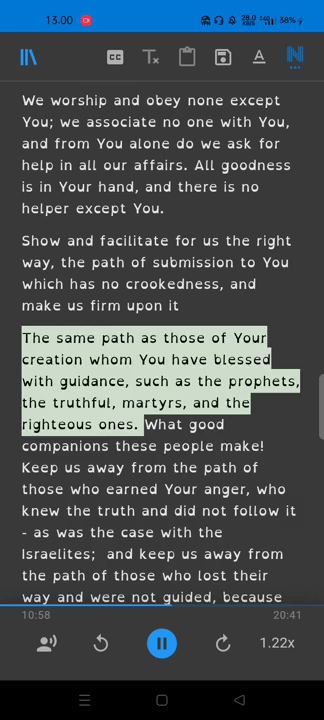 13.00
28.0 KB/S
38%
CC
A
N
We worship and obey none except
You; we associate no one with You,
and from You alone do we ask for
help in all our affairs. All goodness
is in Your hand, and there is no
helper except You.
Show and facilitate for us the right
way, the path of submission to You
which has no crookedness, and
make us firm upon it
The same path as those of Your
creation whom You have blessed
with guidance, such as the prophets,
the truthful, martyrs, and the
righteous ones. What good
companions these people make!
Keep us away from the path of
those who earned Your anger, who
knew the truth and did not follow it
- as was the case with the
Israelites;  and keep us away from
the path of those who lost their
way and were not guided, because
10:58
20:41
1.22x